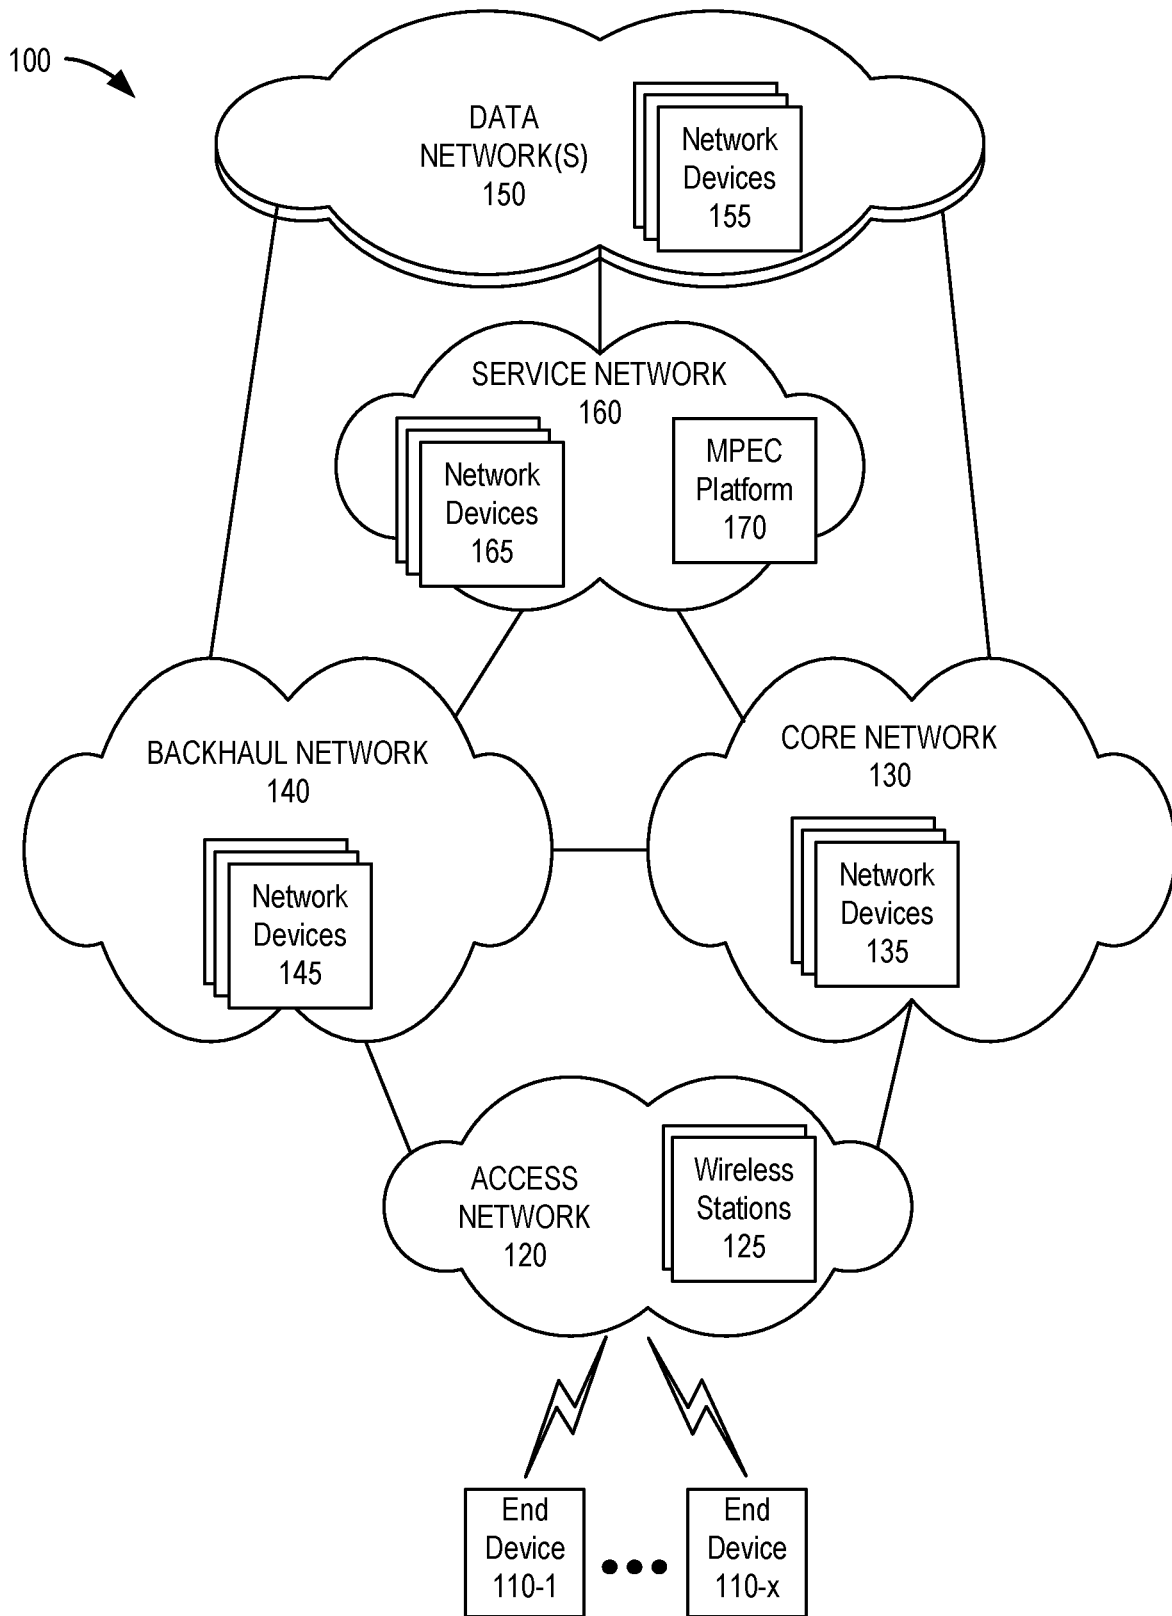 100
DATA
NETWORK(S)
150
Network
Devices
155
SERVICE NETWORK
160
Network
Devices
165
MPEC
Platform
170
BACKHAUL NETWORK
140
Network
Devices
145
CORE NETWORK
130
Network
Devices
135
ACCESS
NETWORK
120
Wireless
Stations
125
End
Device
110-1
End
Device
110-x